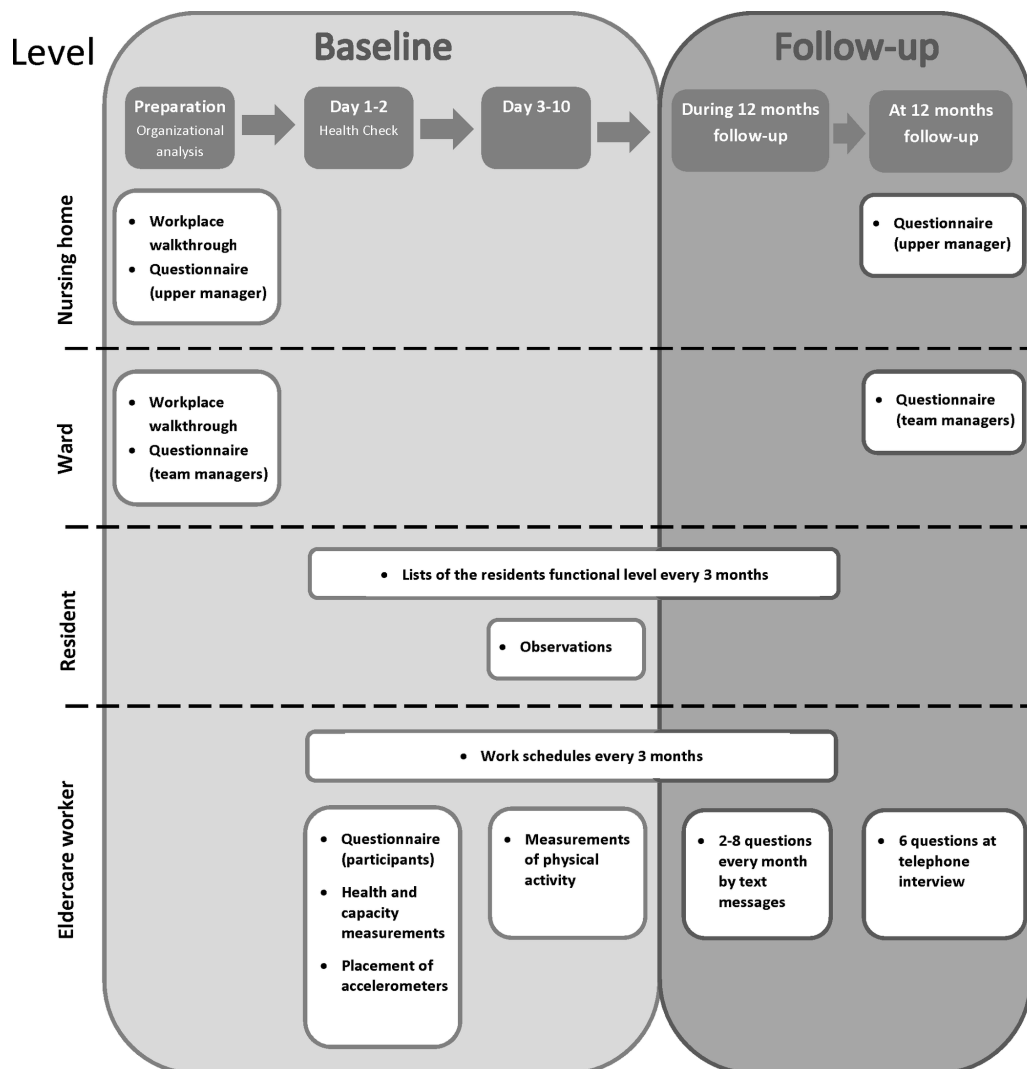 Level
Baseline
Follow-up
Preparation
Organizational
analysis
Day 1-2
Health Check
Day 3-10
During 12 months
follow-up
At 12 months
follow-up
Nursing home
• Workplace
walkthrough
• Questionnaire
(upper manager)
• Questionnaire
(upper manager)
Ward
• Workplace
walkthrough
• Questionnaire
(team managers)
• Questionnaire
(team managers)
Resident
• Lists of the residents functional level every 3 months
• Observations
Eldercare worker
• Work schedules every 3 months
• Questionnaire
(participants)
• Health and
capacity
measurements
• Placement of
accelerometers
• Measurements
of physical
activity
• 2-8 questions
every month
by text
messages
• 6 questions at
telephone
interview